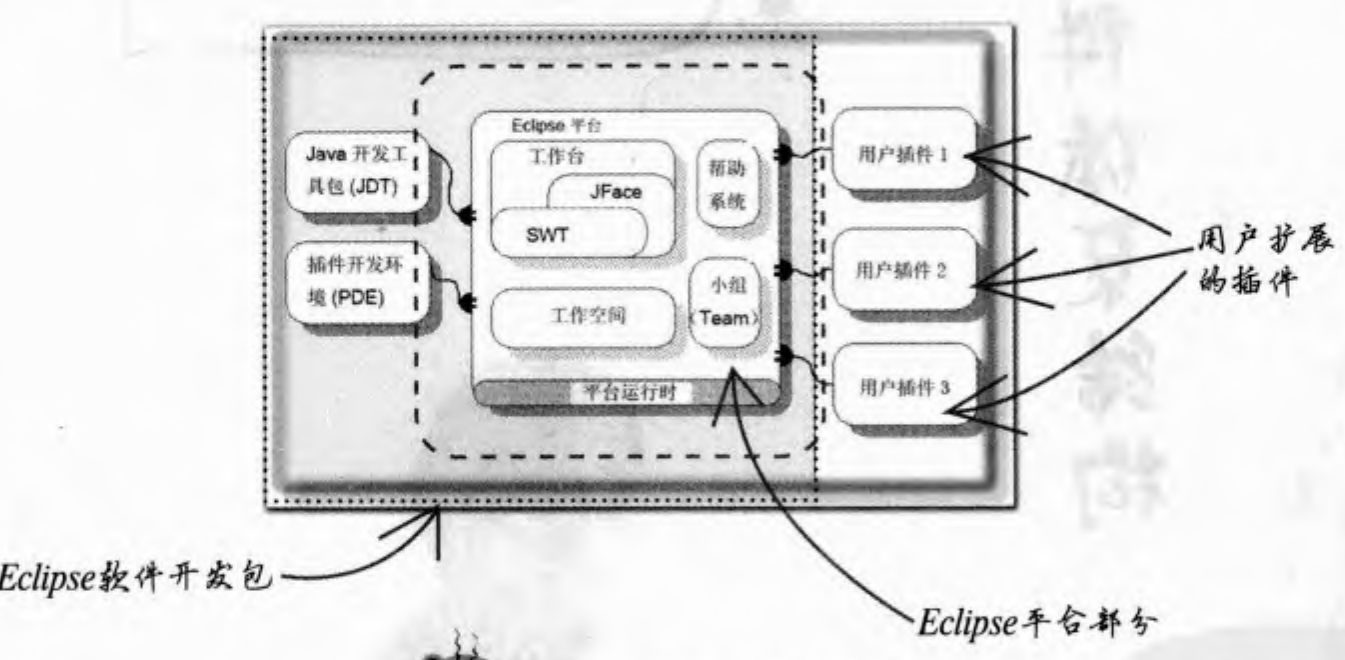 Eclipse 平台
工作台
JFace
SWT
帮助
系统
工作空间
小组
（Team）
平台运行时
Java 开发工
具包 (JDT)
插件开发环
境 (PDE)
用户插件 1
用户插件 2
用户插件 3
用户扩展
的插件
Eclipse软件开发包
Eclipse平台部分